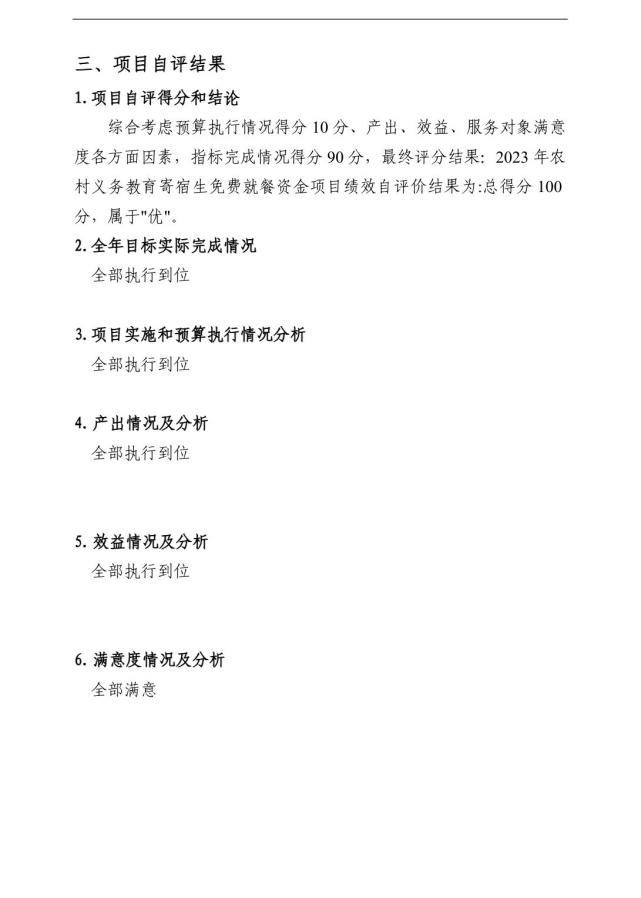 三、项目自评结果
1. 项目自评得分和结论
综合考虑预算执行情况得分 10 分、产出、效益、服务对象满意
度各方面因素，指标完成情况得分 90 分，最终评分结果：2023 年农
村义务教育寄宿生免费就餐资金项目绩效自评价结果为:总得分 100
分，属于"优"。
2. 全年目标实际完成情况
全部执行到位
3. 项目实施和预算执行情况分析
全部执行到位
4. 产出情况及分析
全部执行到位
5. 效益情况及分析
全部执行到位
6. 满意度情况及分析
全部满意